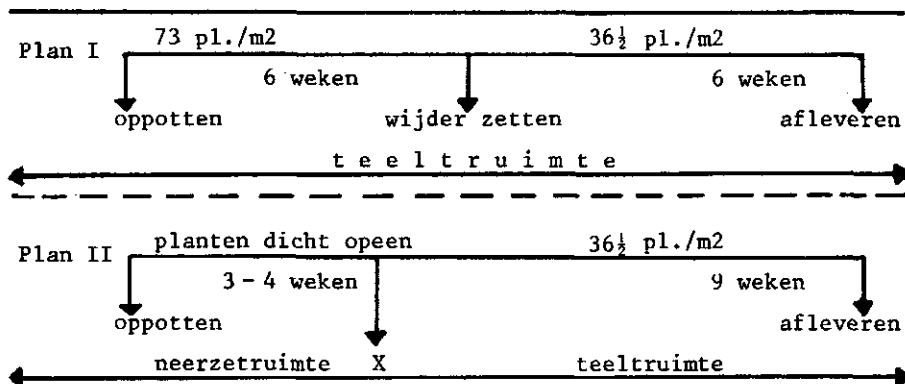 73 pl./m2 36½ pl./m2
Plan I
6 weken 6 weken
oppotten wijder zetten afleveren
teeltruimte
planten dicht opeen 36½ pl./m2
Plan II
3-4 weken 9 weken
oppotten afleveren
neerzetruimte X teeltruimte